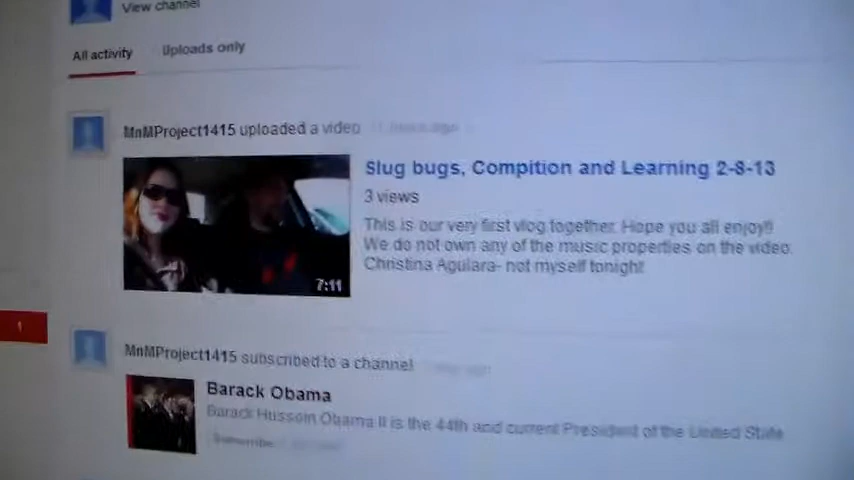 View channel
All activity
Uploads only
MnMProject1415 uploaded a video
Slug bugs, Compition and Learning 2-8-13
3 views
This is our very first vlog together. Hope you all enjoy!!
We do not own any of the music properties on the video.
Christina Aguilara- not myself tonight
7:11
1
MnMProject1415 subscribed to a channel
Barack Obama
Barack Hussein Obama II is the 44th and current President of the United State
Subscribe